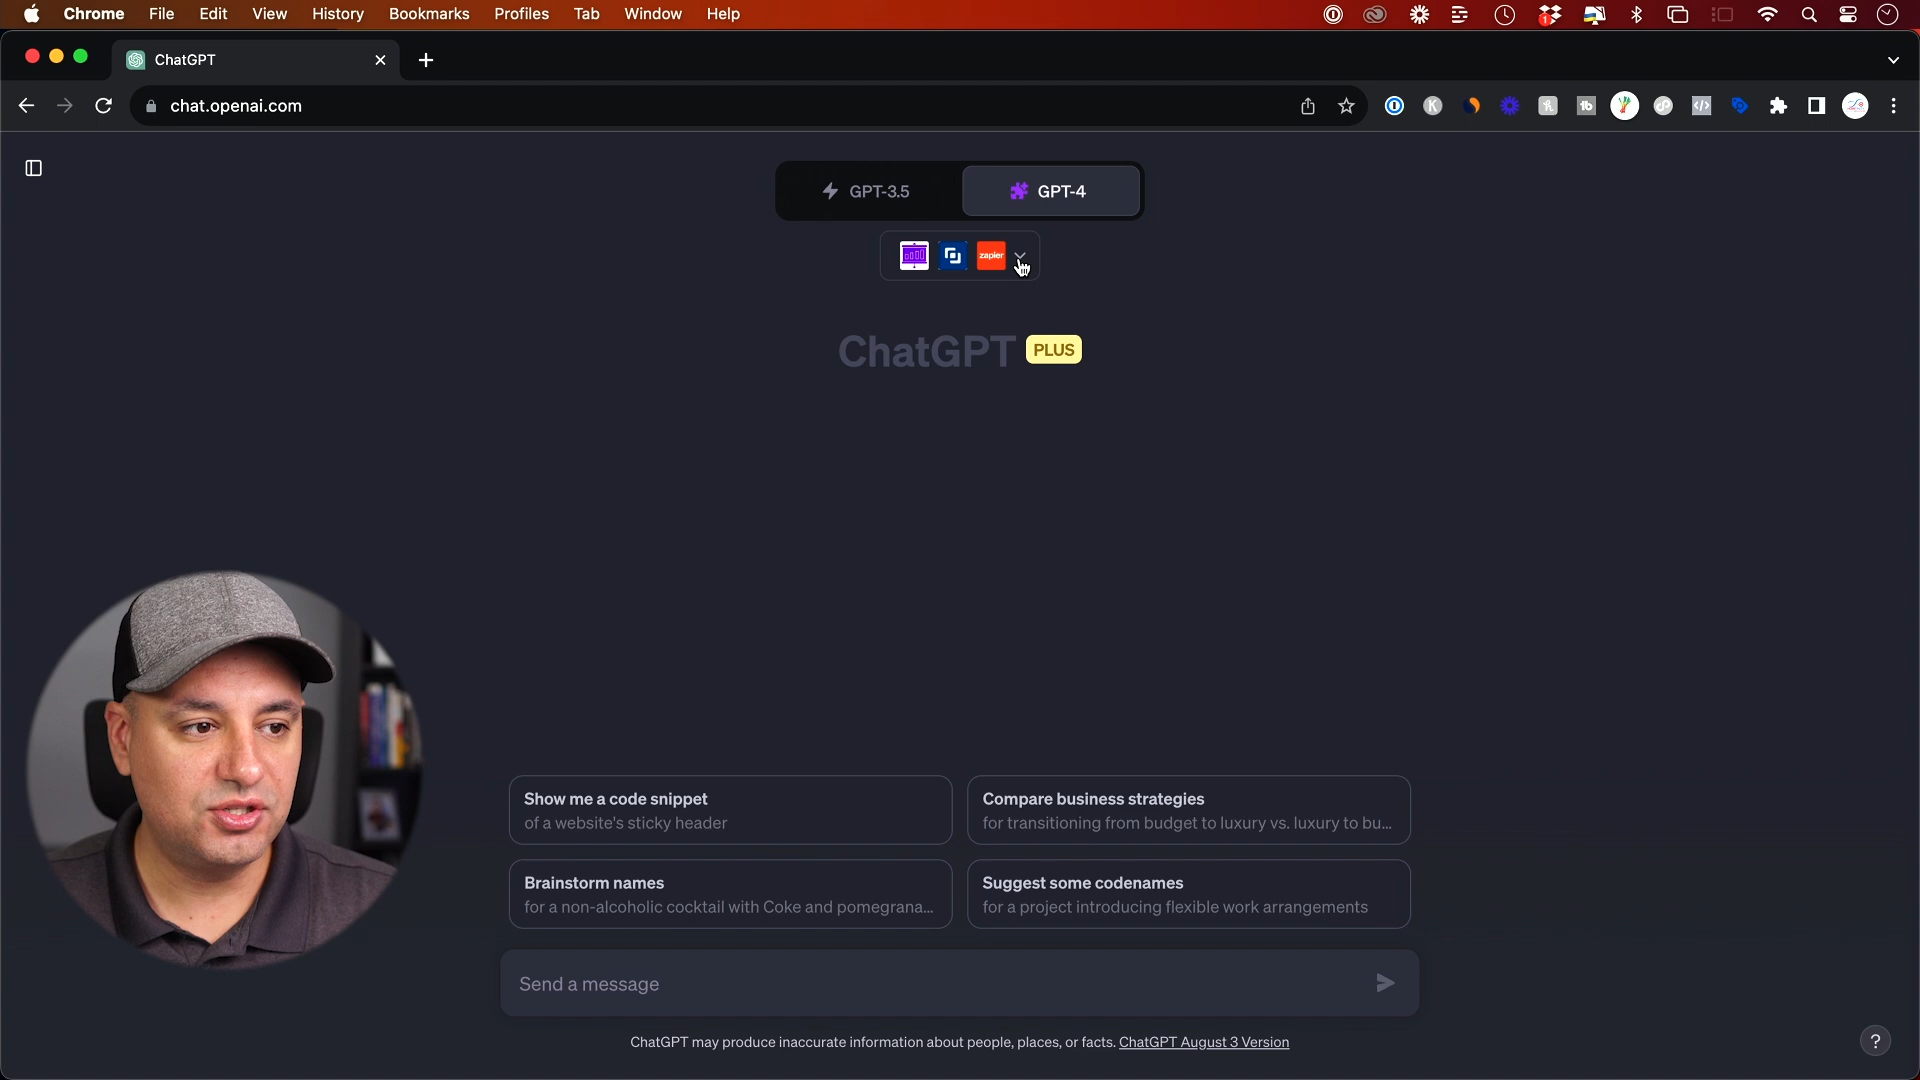 Chrome File Edit View History Bookmarks Profiles Tab Window Help
ChatGPT
chat.openai.com
GPT-3.5 GPT-4
zapier
ChatGPT PLUS
Show me a code snippet
of a website's sticky header
Compare business strategies
for transitioning from budget to luxury vs. luxury to bu...
Brainstorm names
for a non-alcoholic cocktail with Coke and pomegrana...
Suggest some codenames
for a project introducing flexible work arrangements
Send a message
ChatGPT may produce inaccurate information about people, places, or facts. ChatGPT August 3 Version
?